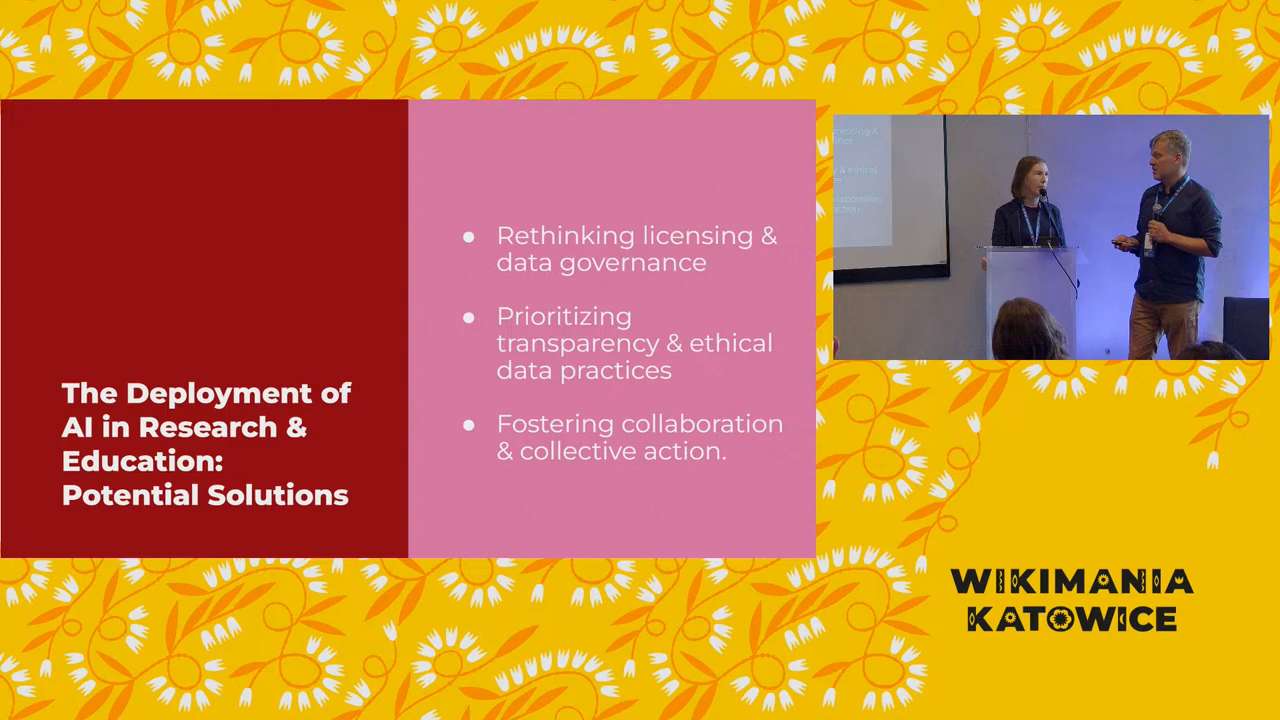 The Deployment of
AI in Research &
Education:
Potential Solutions
● Rethinking licensing &
data governance
● Prioritizing
transparency & ethical
data practices
● Fostering collaboration
& collective action.
WIKIMANIA
KATOWICE